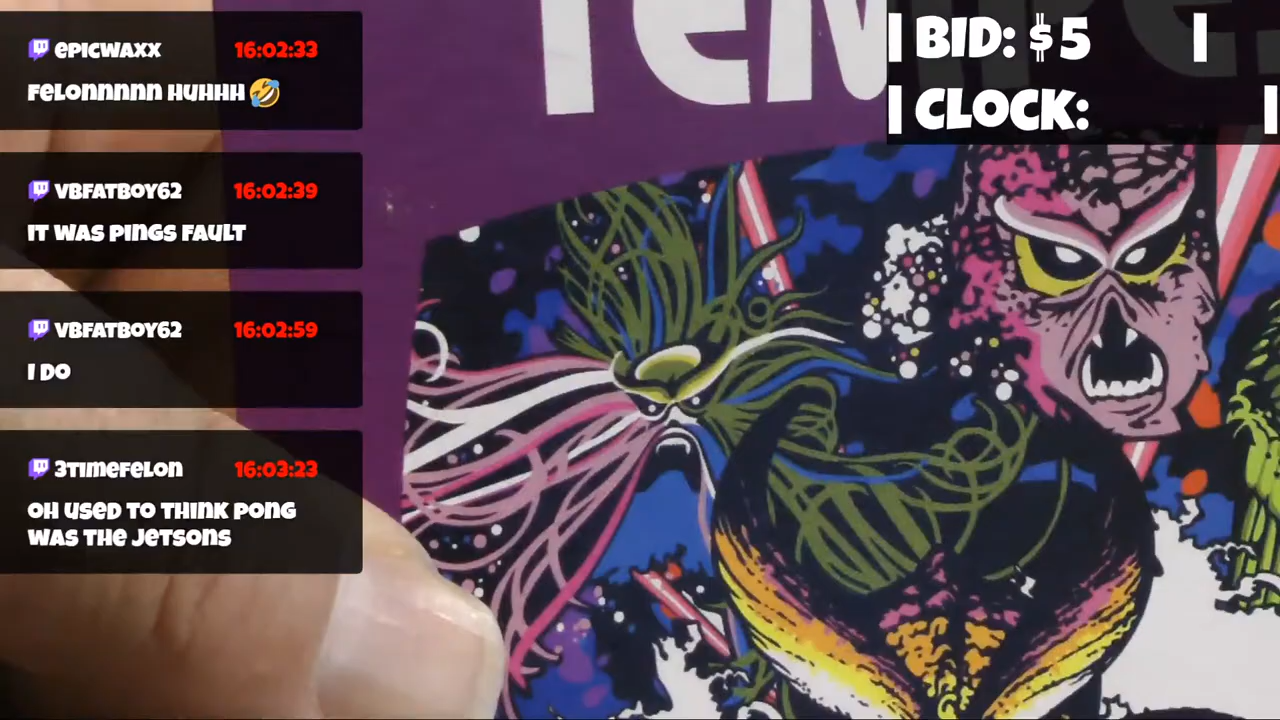 epicwaxx 16:02:33
Felonnnnn Huhhh 🤣
VBFATBOY62 16:02:39
It was Pings fault
VBFATBOY62 16:02:59
I do
3TimeFelon 16:03:23
Oh used to think pong
was the Jetsons
| BID: $5 |
| CLOCK: |